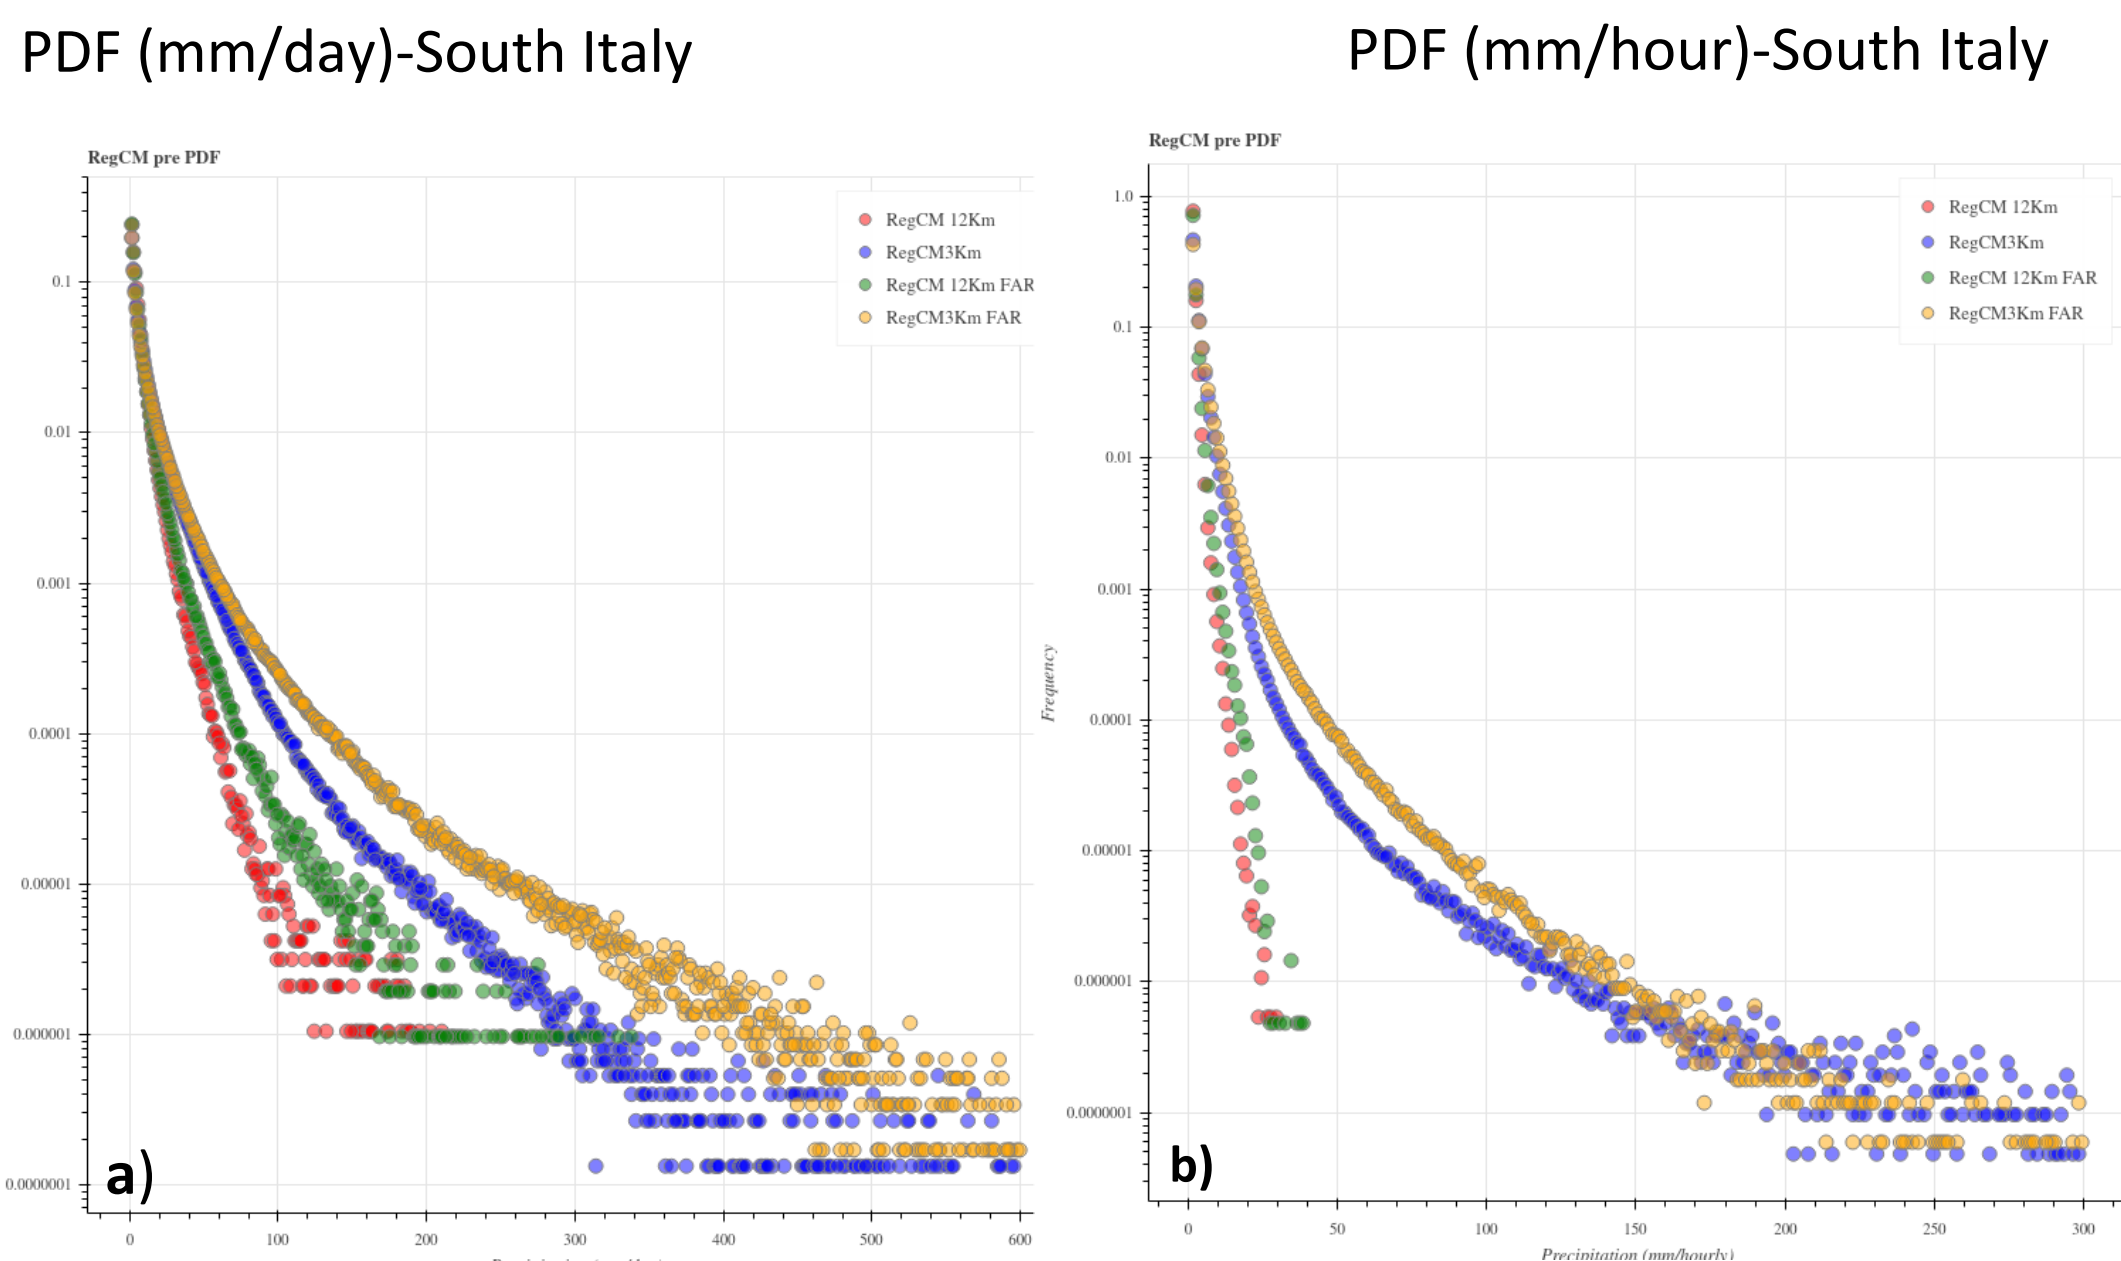 PDF (mm/day)-South Italy
PDF (mm/hour)-South Italy
RegCM pre PDF
RegCM 12Km
RegCM3Km
RegCM 12Km FAR
RegCM3Km FAR
0.1
0.01
0.001
0.0001
0.00001
0.000001
0.0000001
a)
0
100
200
300
400
500
600
RegCM pre PDF
RegCM 12Km
RegCM3Km
RegCM 12Km FAR
RegCM3Km FAR
Frequency
1.0
0.1
0.01
0.001
0.0001
0.00001
0.000001
0.0000001
b)
0
50
100
150
200
250
300
Precipitation (mm/hourly)